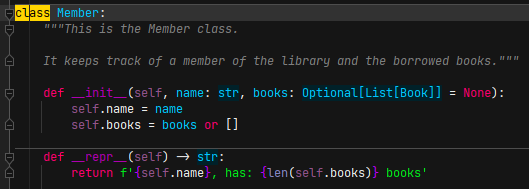 class Member:
    """This is the Member class.

    It keeps track of a member of the library and the borrowed books."""

    def __init__(self, name: str, books: Optional[List[Book]] = None):
        self.name = name
        self.books = books or []

    def __repr__(self) -> str:
        return f'{self.name}, has: {len(self.books)} books'